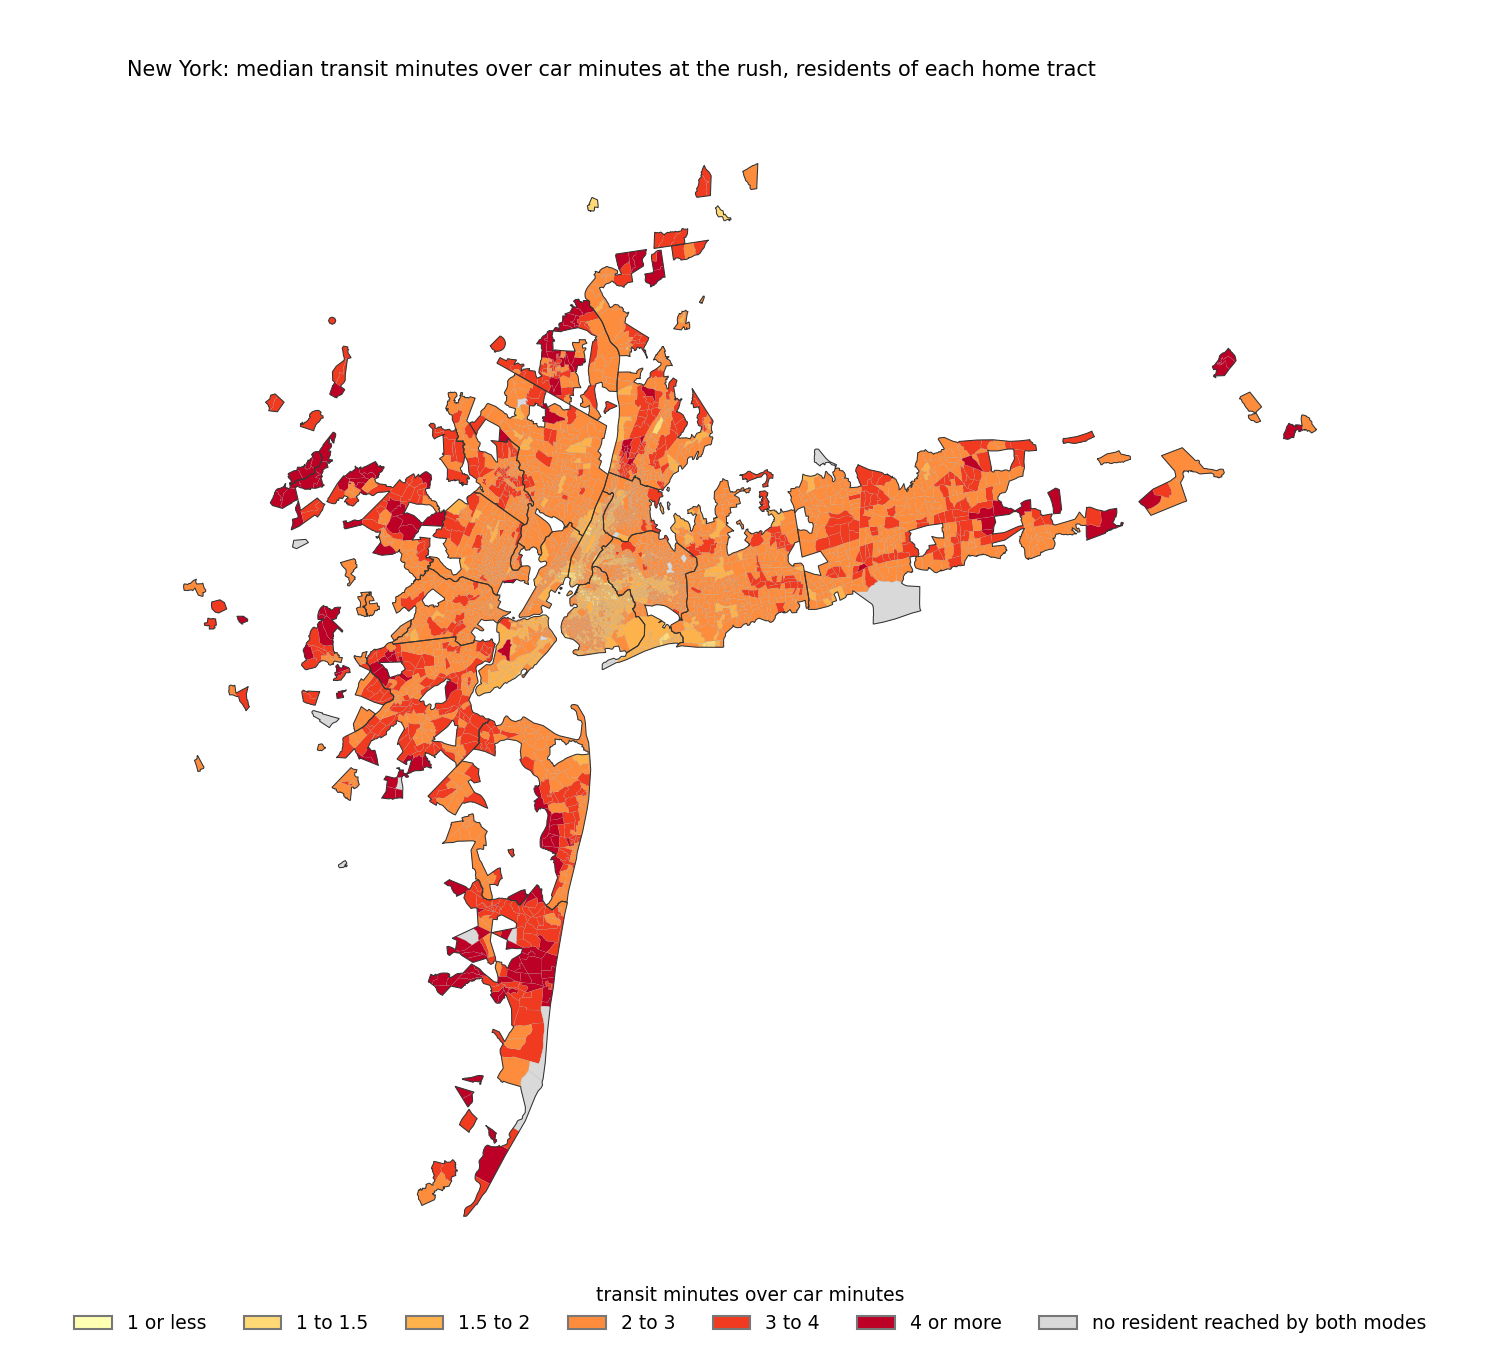 New York: median transit minutes over car minutes at the rush, residents of each home tract
transit minutes over car minutes
1 or less 1 to 1.5 1.5 to 2 2 to 3 3 to 4 4 or more no resident reached by both modes